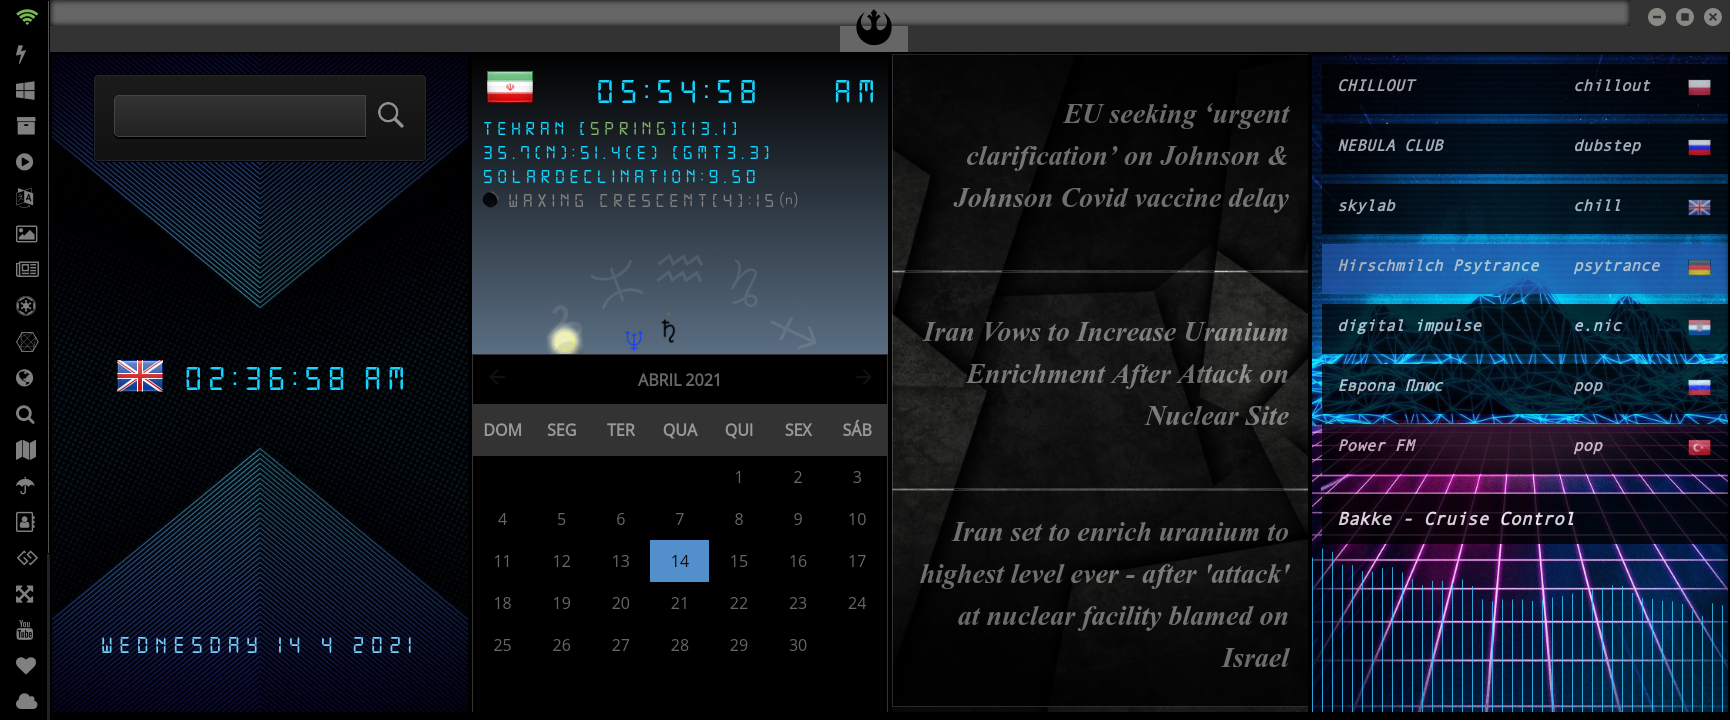 02:36:58 AM
WEDNESDAY 14 4 2021
05:54:58 AM
TEHRAN [SPRING][13.1]
35.7(N):51.4(E) [GMT3.3]
SOLARDECLINATION:9.50
WAXING CRESCENT[4]:15(n)
ABRIL 2021
DOM SEG TER QUA QUI SEX SÁB
1 2 3
4 5 6 7 8 9 10
11 12 13 14 15 16 17
18 19 20 21 22 23 24
25 26 27 28 29 30
EU seeking ‘urgent
clarification’ on Johnson &
Johnson Covid vaccine delay
Iran Vows to Increase Uranium
Enrichment After Attack on
Nuclear Site
Iran set to enrich uranium to
highest level ever - after 'attack'
at nuclear facility blamed on
Israel
CHILLOUT chillout
NEBULA CLUB dubstep
skylab chill
Hirschmilch Psytrance psytrance
digital impulse e.nic
Европа Плюс pop
Power FM pop
Bakke - Cruise Control
You
Tube